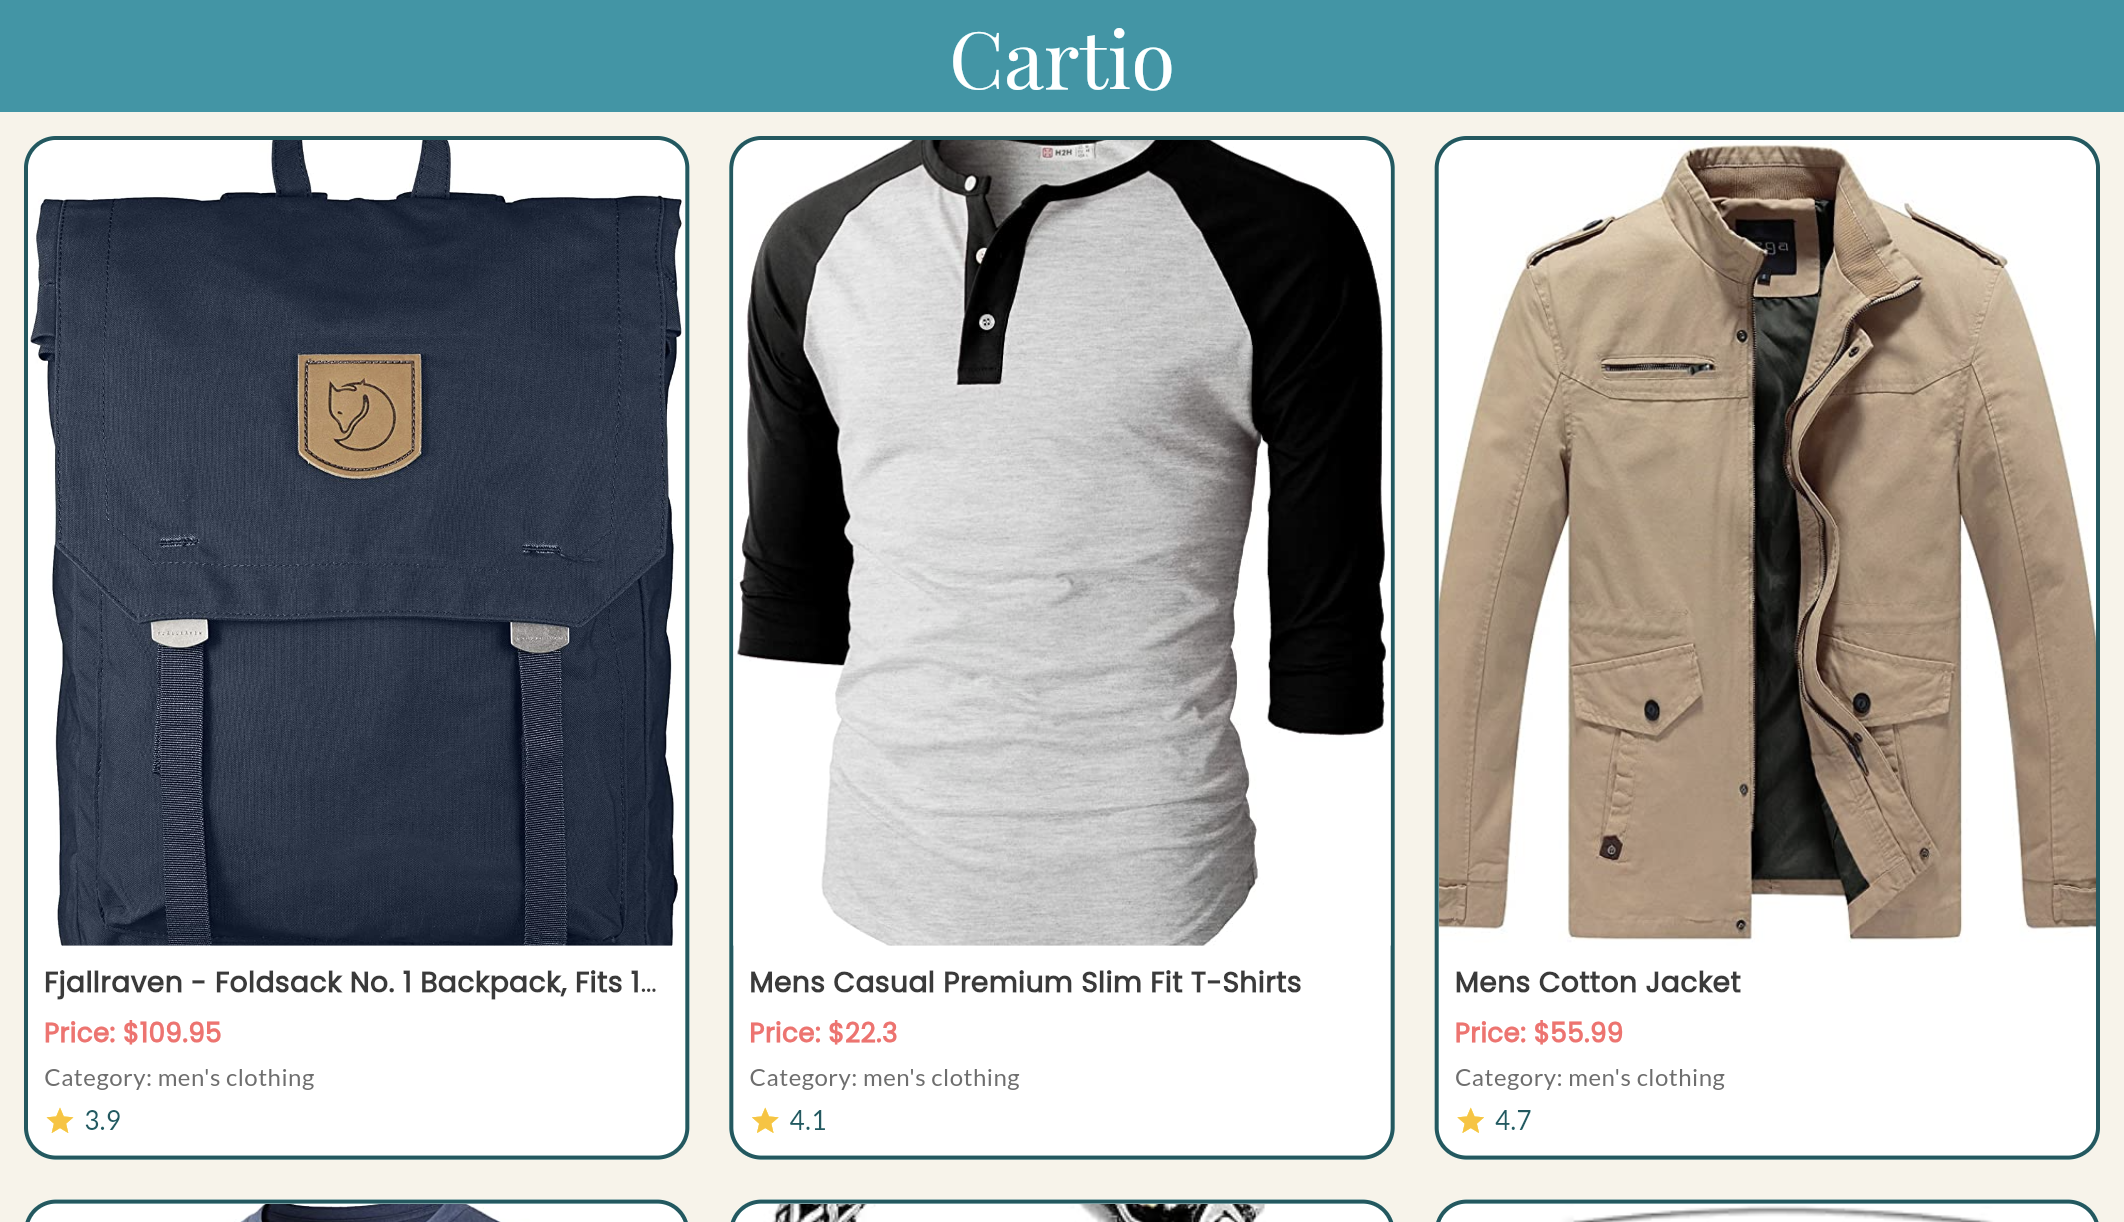 Cartio
H2H
Fjallraven - Foldsack No. 1 Backpack, Fits 1...
Price: $109.95
Category: men's clothing
3.9
Mens Casual Premium Slim Fit T-Shirts
Price: $22.3
Category: men's clothing
4.1
Mens Cotton Jacket
Price: $55.99
Category: men's clothing
4.7